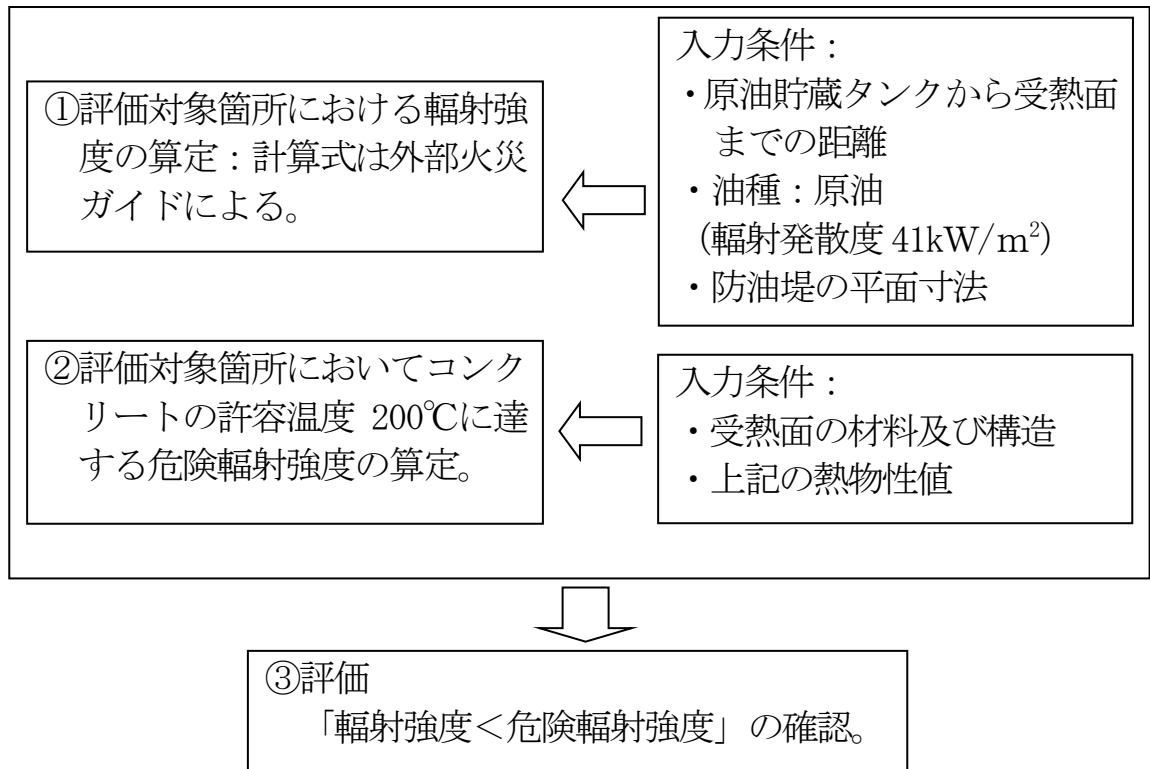 ①評価対象箇所における輻射強
度の算定：計算式は外部火災
ガイドによる。
入力条件：
・原油貯蔵タンクから受熱面
までの距離
・油種：原油
(輻射発散度 41kW/m²)
・防油堤の平面寸法
②評価対象箇所においてコンク
リートの許容温度 200℃に達
する危険輻射強度の算定。
入力条件：
・受熱面の材料及び構造
・上記の熱物性値
③評価
「輻射強度＜危険輻射強度」の確認。